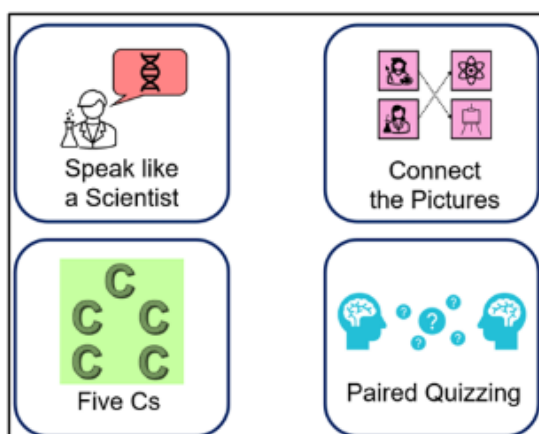 Speak like
a Scientist
Connect
the Pictures
C
C C
C C
Five Cs
? ? ? ? ? ?
Paired Quizzing